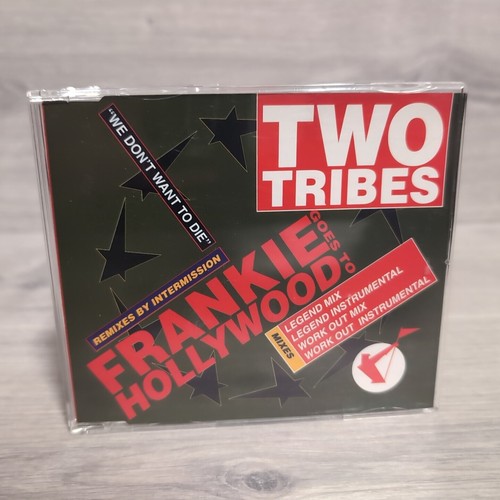 TWO
TRIBES
"WE DON'T WANT TO DIE"
REMIXES BY INTERMISSION
FRANKIE
GOES TO
HOLLYWOOD
MIXES
LEGEND MIX
LEGEND INSTRUMENTAL
WORK OUT MIX
WORK OUT INSTRUMENTAL